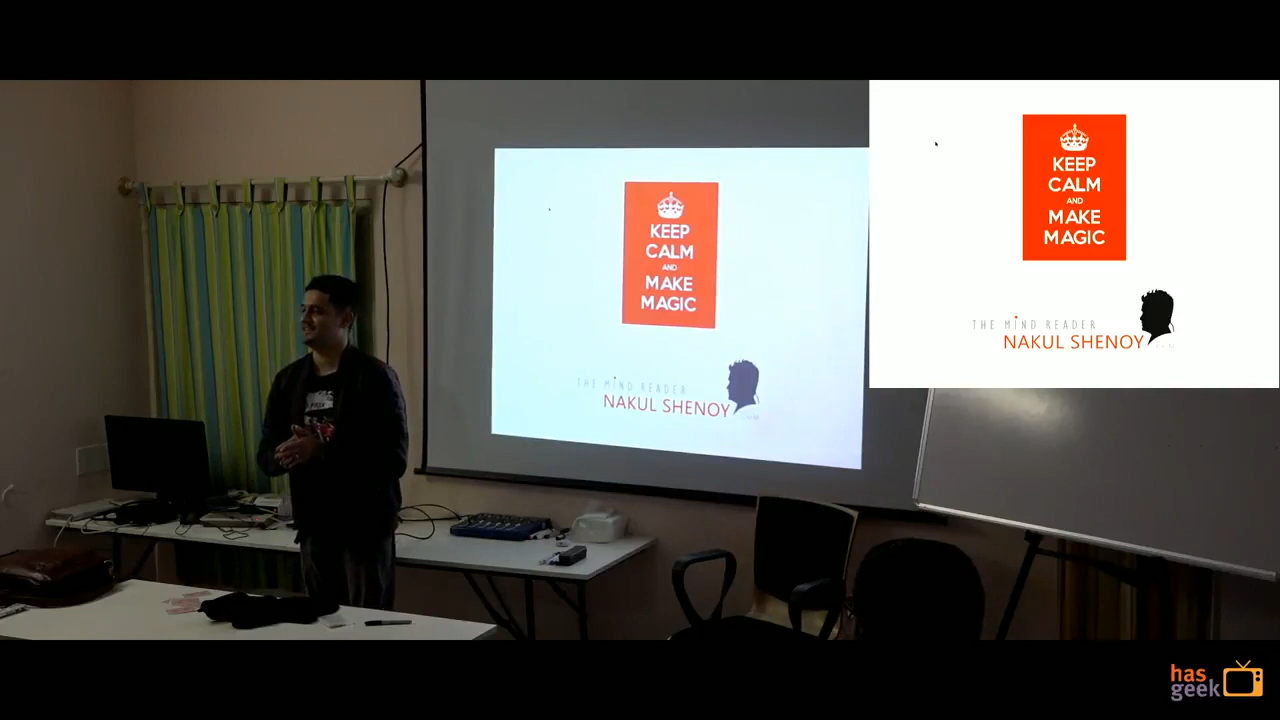 KEEP
CALM
AND
MAKE
MAGIC
THE MIND READER
NAKUL SHENOY
KEEP
CALM
AND
MAKE
MAGIC
THE MIND READER
NAKUL SHENOY
has
geek